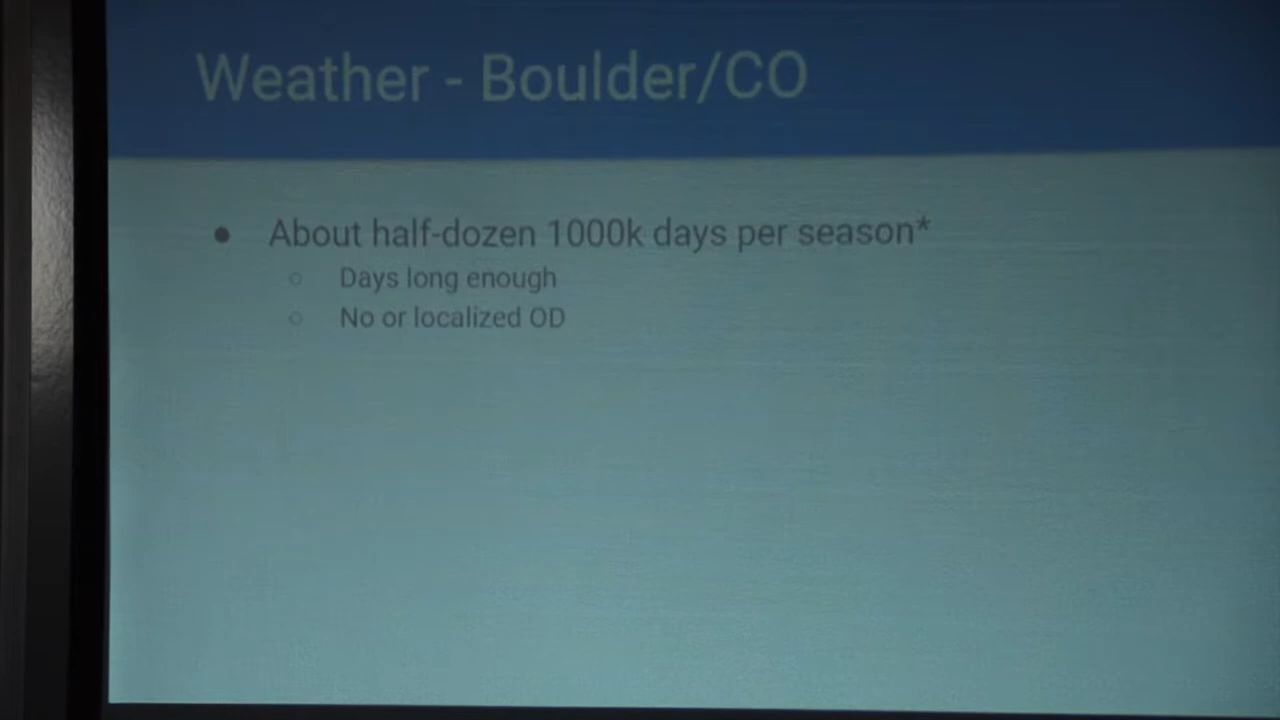 Weather - Boulder/CO
● About half-dozen 1000k days per season*
○ Days long enough
○ No or localized OD